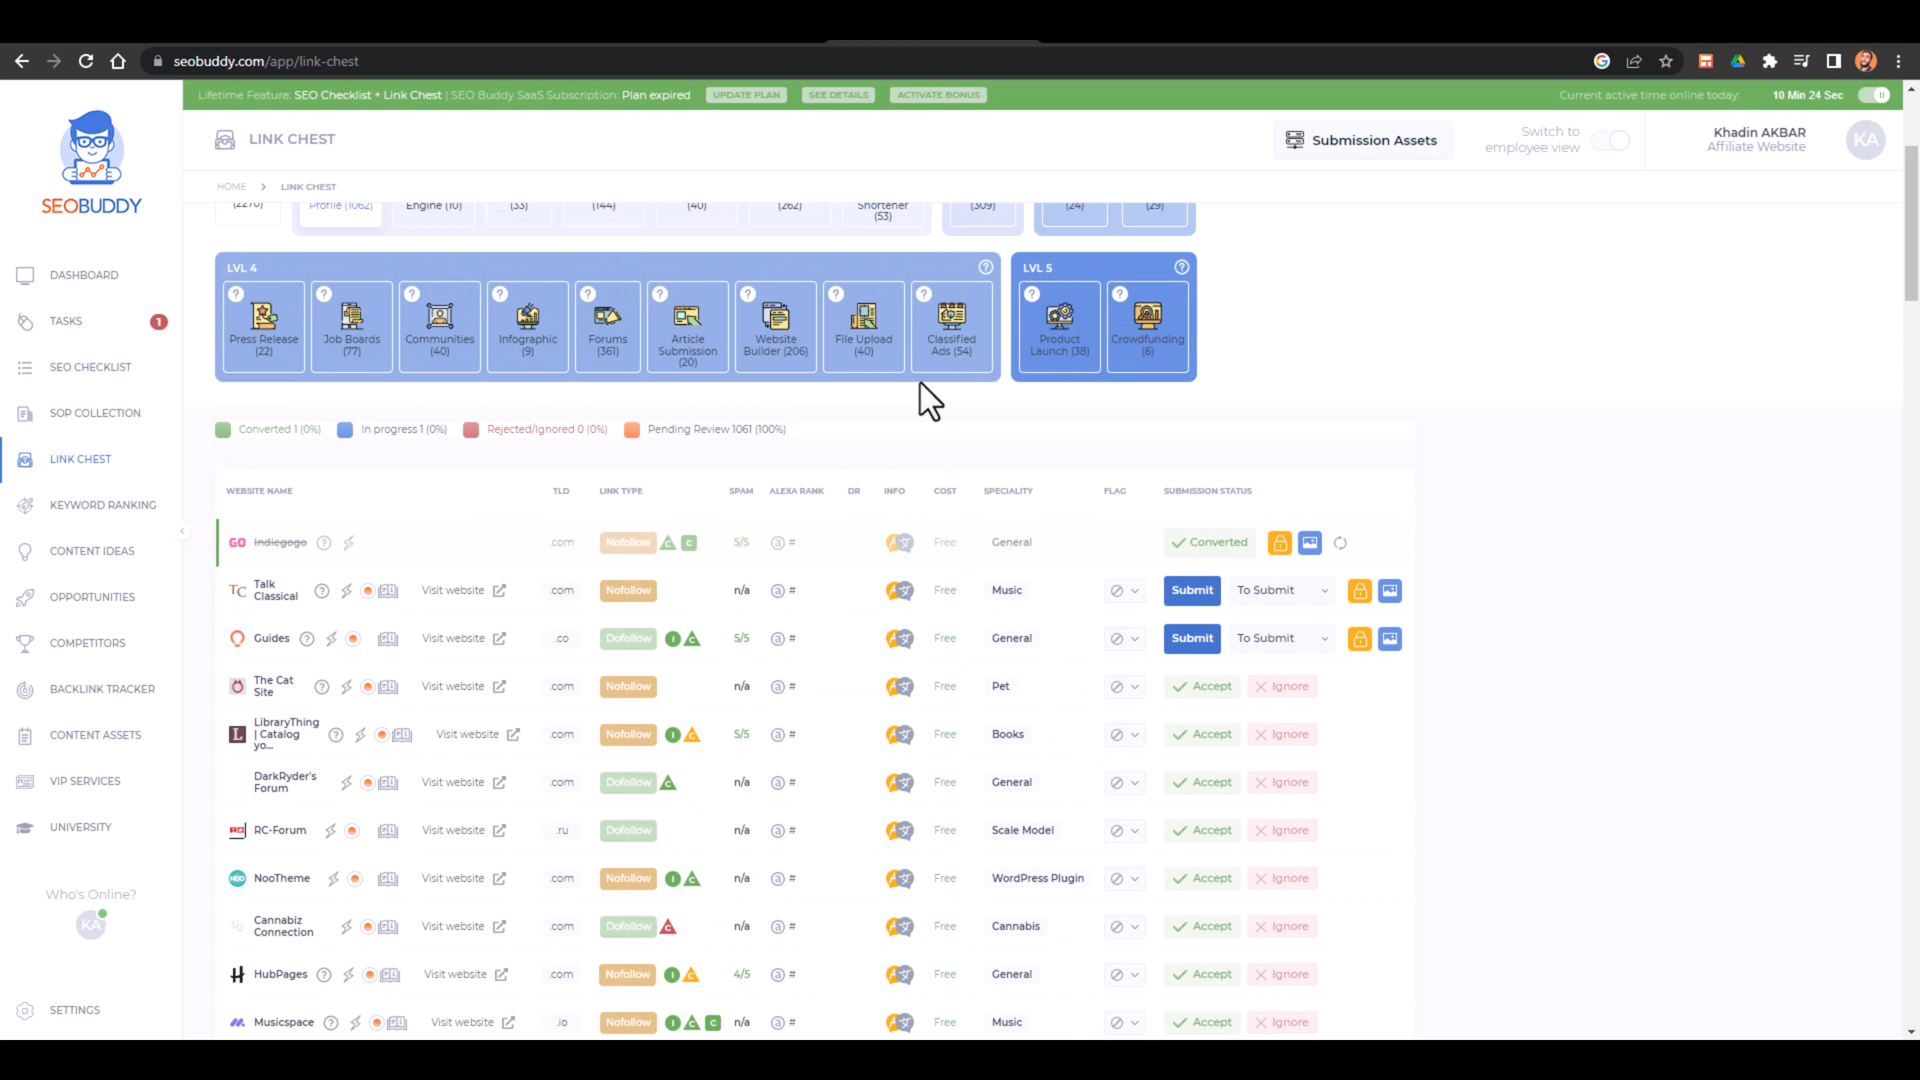 seobuddy.com/app/link-chest
Lifetime Feature: SEO Checklist + Link Chest | SEO Buddy SaaS Subscription: Plan expired UPDATE PLAN SEE DETAILS ACTIVATE BONUS Current active time online today: 10 Min 24 Sec
SEOBUDDY
LINK CHEST
Submission Assets
Switch to
employee view
Khadin AKBAR
Affiliate Website
KA
HOME > LINK CHEST
DASHBOARD
TASKS 1
SEO CHECKLIST
SOP COLLECTION
LINK CHEST
KEYWORD RANKING
CONTENT IDEAS
OPPORTUNITIES
COMPETITORS
BACKLINK TRACKER
CONTENT ASSETS
VIP SERVICES
UNIVERSITY
Who's Online?
KA
SETTINGS
(2270) Profile (1062) Engine (10) (33) (144) (40) (262) Shortener (309) (24) (29)
(53)
LVL 4 ? LVL 5 ?
Press Release
(22)
Job Boards
(77)
Communities
(40)
Infographic
(9)
Forums
(361)
Article
Submission
(20)
Website
Builder (206)
File Upload
(40)
Classified
Ads (54)
Product
Launch (38)
Crowdfunding
(6)
Converted 1 (0%) In progress 1 (0%) Rejected/Ignored 0 (0%) Pending Review 1061 (100%)
WEBSITE NAME TLD LINK TYPE SPAM ALEXA RANK DR INFO COST SPECIALITY FLAG SUBMISSION STATUS
GO Indiegogo ? .com Nofollow C C 5/5 a # Free General Converted
TC Talk
Classical ? Visit website .com Nofollow n/a a # Free Music Submit To Submit
Guides ? Visit website .co Dofollow I C 5/5 a # Free General Submit To Submit
The Cat
Site ? Visit website .com Nofollow n/a a # Free Pet Accept Ignore
L LibraryThing
| Catalog
yo... ? Visit website .com Nofollow I C 5/5 a # Free Books Accept Ignore
DarkRyder's
Forum Visit website .com Dofollow C n/a a # Free General Accept Ignore
RC-Forum Visit website .ru Dofollow n/a a # Free Scale Model Accept Ignore
NOO NooTheme Visit website .com Nofollow I C n/a a # Free WordPress Plugin Accept Ignore
Cannabiz
Connection Visit website .com Dofollow C n/a a # Free Cannabis Accept Ignore
H HubPages ? Visit website .com Nofollow I C 4/5 a # Free General Accept Ignore
Musicspace ? Visit website .io Nofollow I C C n/a a # Free Music Accept Ignore